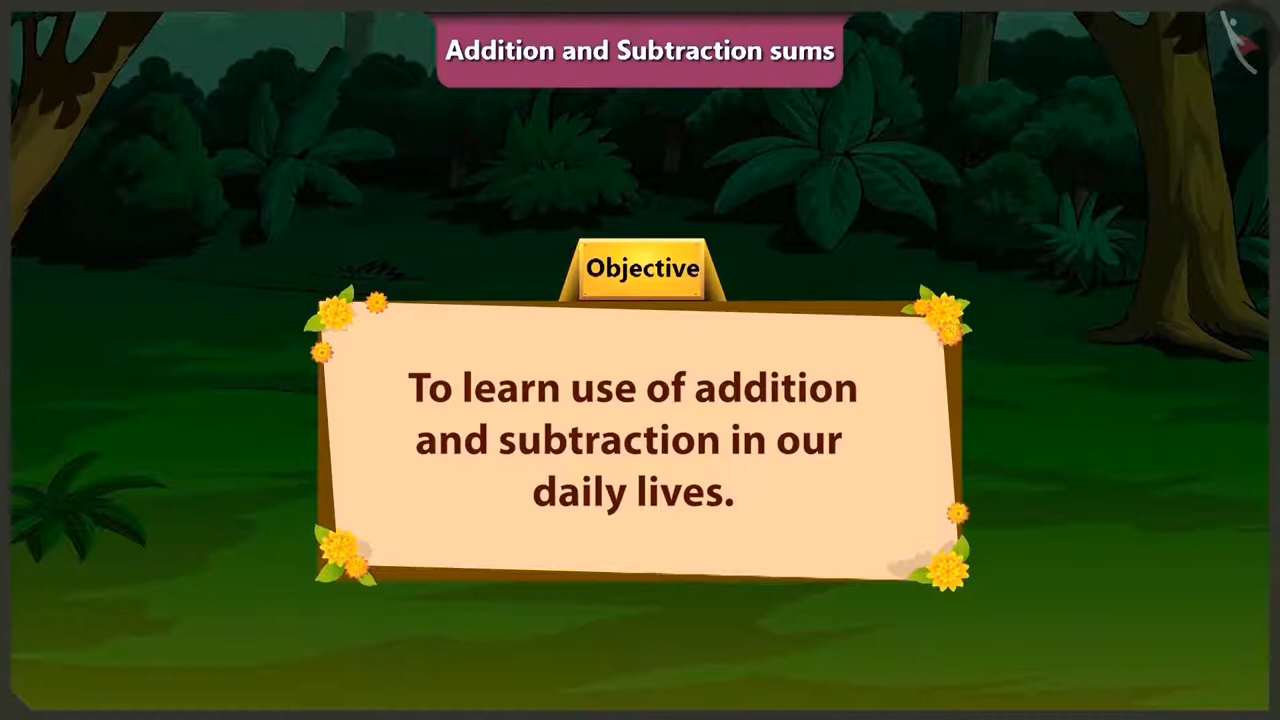 Addition and Subtraction sums
Objective
To learn use of addition
and subtraction in our
daily lives.